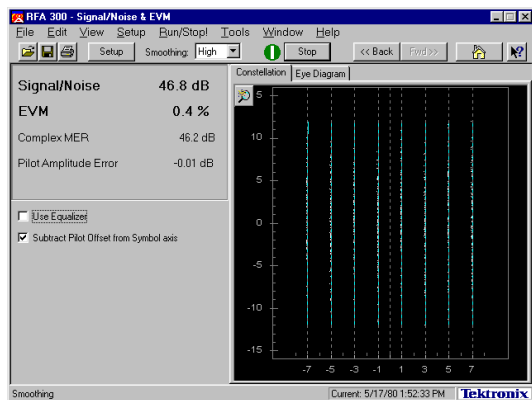 RFA 300 - Signal/Noise & EVM
File Edit View Setup Run/Stop! Tools Window Help
Setup Smoothing: High Stop << Back Fwd >>
Signal/Noise 46.8 dB
EVM 0.4 %
Complex MER 46.2 dB
Pilot Amplitude Error -0.01 dB
Use Equalizer
Subtract Pilot Offset from Symbol axis
Constellation Eye Diagram
5
10
5
0
-5
-10
-15
-7 -5 -3 -1 1 3 5 7
Smoothing Current: 5/17/80 1:52:33 PM Tektronix